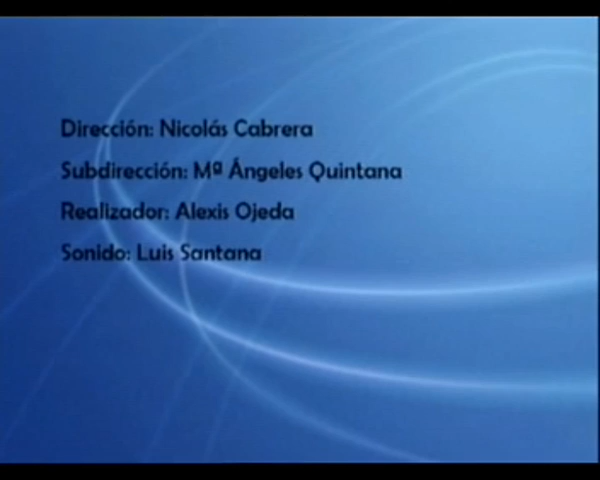 Dirección: Nicolás Cabrera
Subdirección: Mª Ángeles Quintana
Realizador: Alexis Ojeda
Sonido: Luis Santana